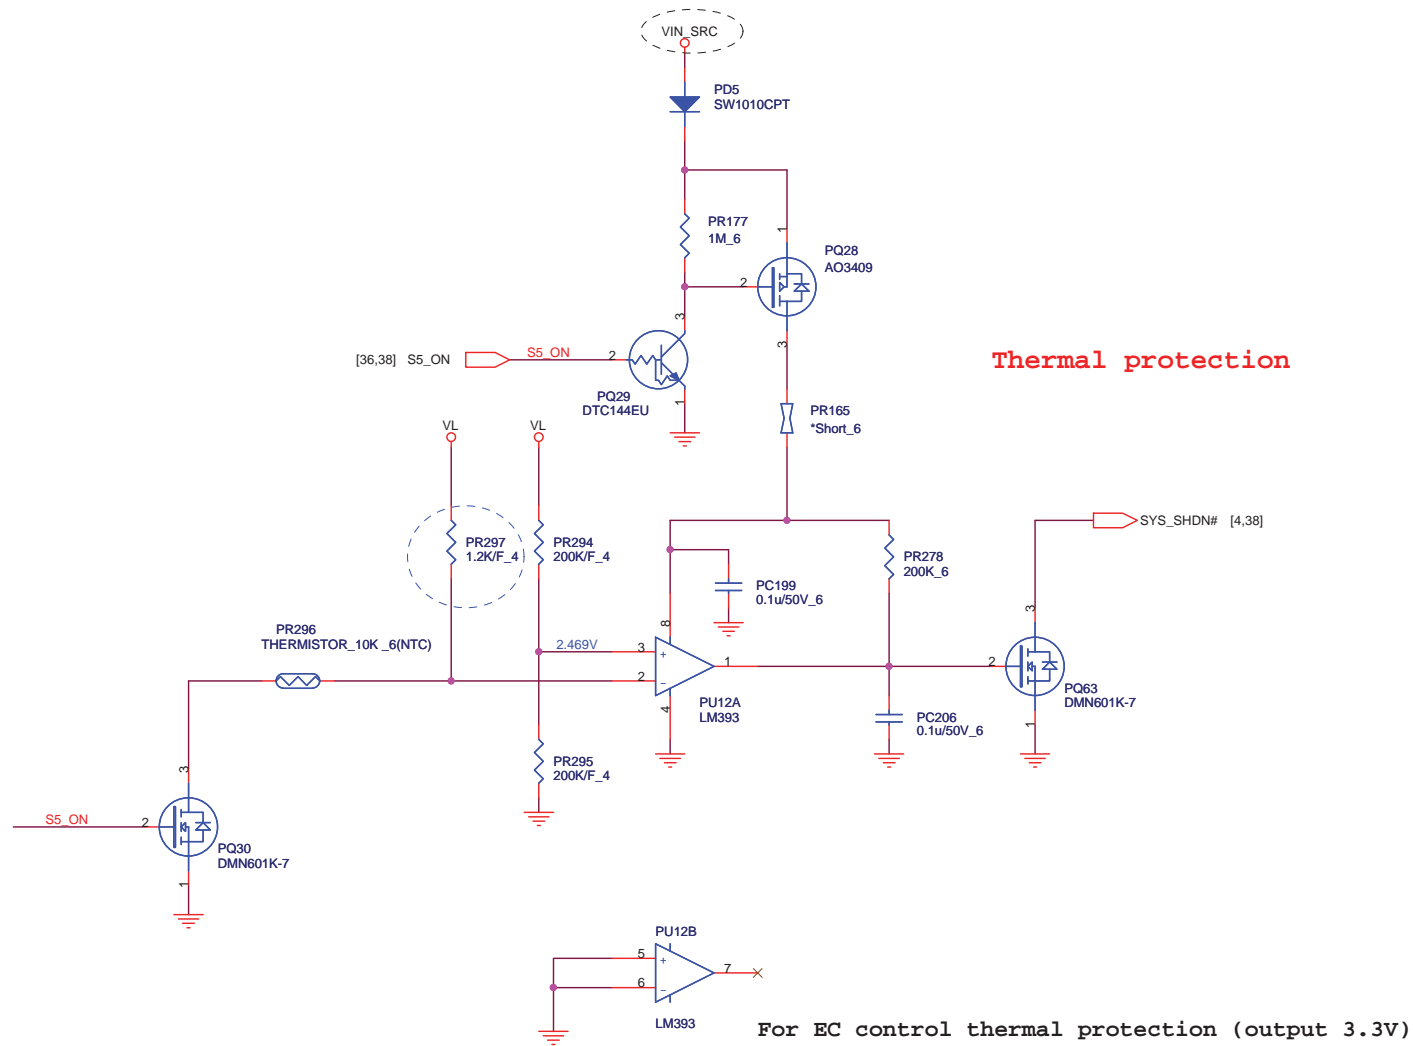 VIN_SRC
PD5
SW1010CPT
PR177
1M_6
1
PQ28
AO3409
2
3
3
[36,38] S5_ON
S5_ON
2
PQ29
DTC144EU
1
Thermal protection
PR165
*Short_6
VL
VL
PR297
1.2K/F_4
PR294
200K/F_4
SYS_SHDN# [4,38]
PR278
200K_6
PC199
0.1u/50V_6
8
3
PR296
THERMISTOR_10K _6(NTC)
2.469V
3
+
1
2
2
-
PU12A
LM393
4
PQ63
DMN601K-7
PC206
0.1u/50V_6
1
PR295
200K/F_4
3
S5_ON
2
PQ30
DMN601K-7
1
PU12B
5
+
7
6
-
LM393
For EC control thermal protection (output 3.3V)